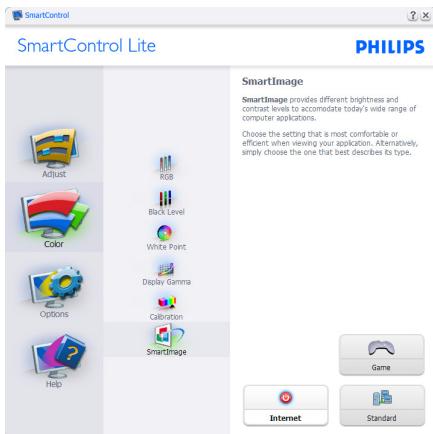 SmartControl
SmartControl Lite
PHILIPS
Adjust
Color
Options
Help
RGB
Black Level
White Point
Display Gamma
Calibration
SmartImage
SmartImage
SmartImage provides different brightness and
contrast levels to accomodate today's wide range of
computer applications.
Choose the setting that is most comfortable or
efficient when viewing your application. Alternatively,
simply choose the one that best describes its type.
Game
Internet
Standard